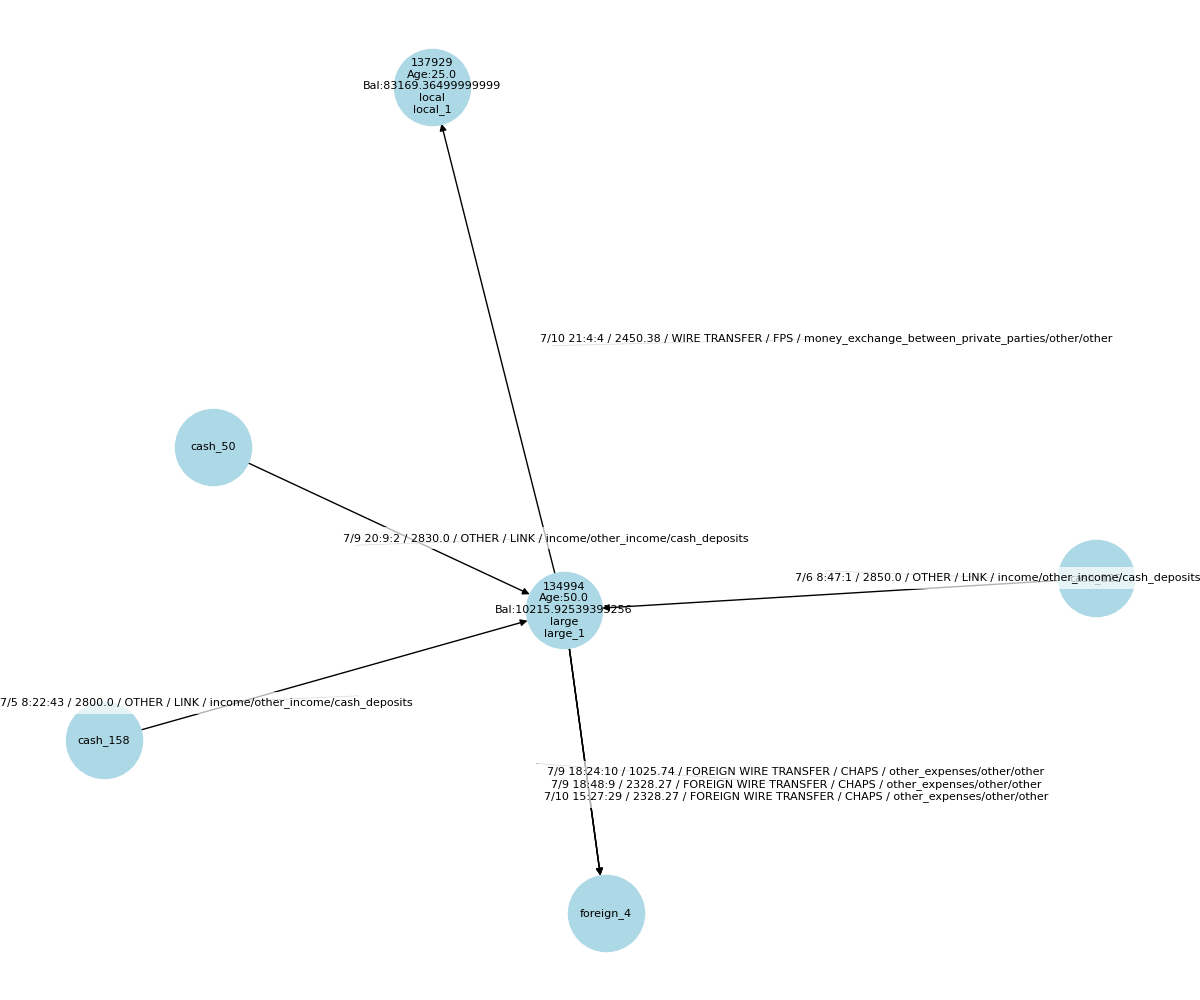 137929
Age:25.0
Bal:83169.36499999999
local
local_1
7/10 21:4:4 / 2450.38 / WIRE TRANSFER / FPS / money_exchange_between_private_parties/other/other
cash_50
7/9 20:9:2 / 2830.0 / OTHER / LINK / income/other_income/cash_deposits
7/6 8:47:1 / 2850.0 / OTHER / LINK / income/other_income/cash_deposits
134994
Age:50.0
Bal:10215.92539395256
large
large_1
7/5 8:22:43 / 2800.0 / OTHER / LINK / income/other_income/cash_deposits
cash_158
7/9 18:24:10 / 1025.74 / FOREIGN WIRE TRANSFER / CHAPS / other_expenses/other/other
7/9 18:48:9 / 2328.27 / FOREIGN WIRE TRANSFER / CHAPS / other_expenses/other/other
7/10 15:27:29 / 2328.27 / FOREIGN WIRE TRANSFER / CHAPS / other_expenses/other/other
foreign_4